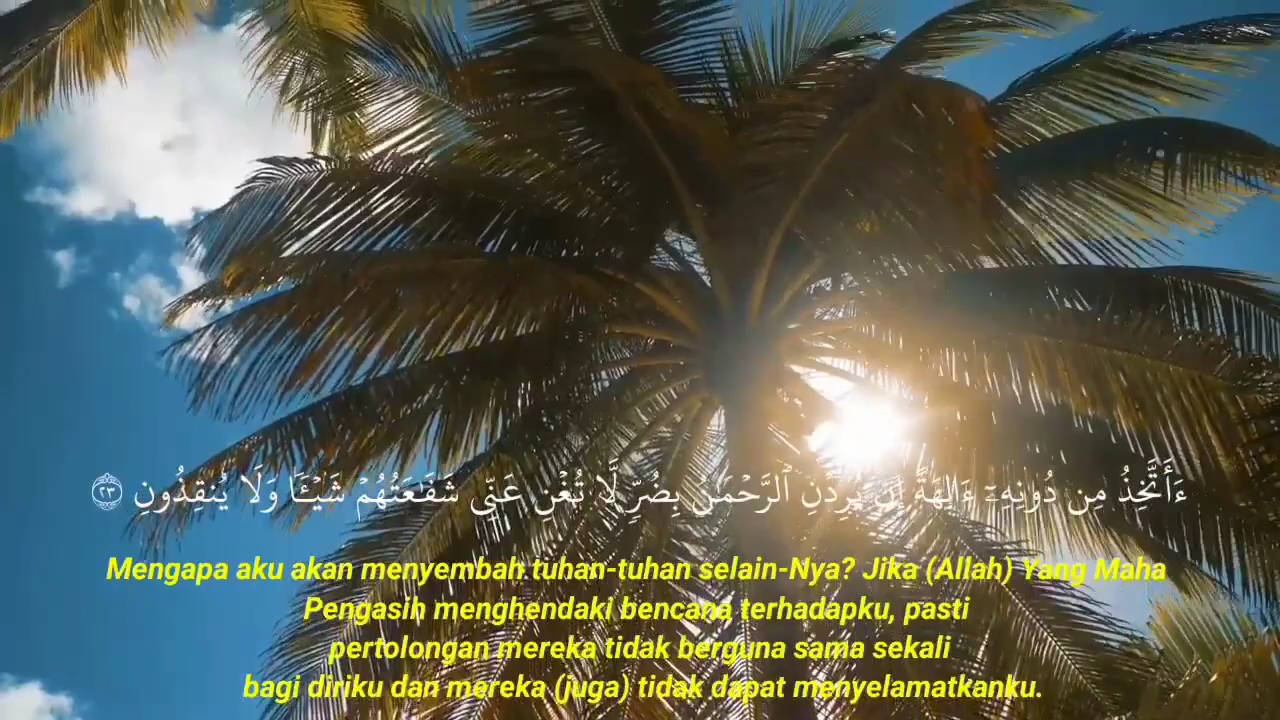 ءَأَتَّخِذُ مِن دُونِهِۦٓ ءَالِهَةً إِن يُرِدْنِ ٱلرَّحْمَـٰنُ بِضُرٍّ لَّا تُغْنِ عَنِّى شَفَـٰعَتُهُمْ شَيْـًٔا وَلَا يُنقِذُونِ ٢٣
Mengapa aku akan menyembah tuhan-tuhan selain-Nya? Jika (Allah) Yang Maha
Pengasih menghendaki bencana terhadapku, pasti
pertolongan mereka tidak berguna sama sekali
bagi diriku dan mereka (juga) tidak dapat menyelamatkanku.